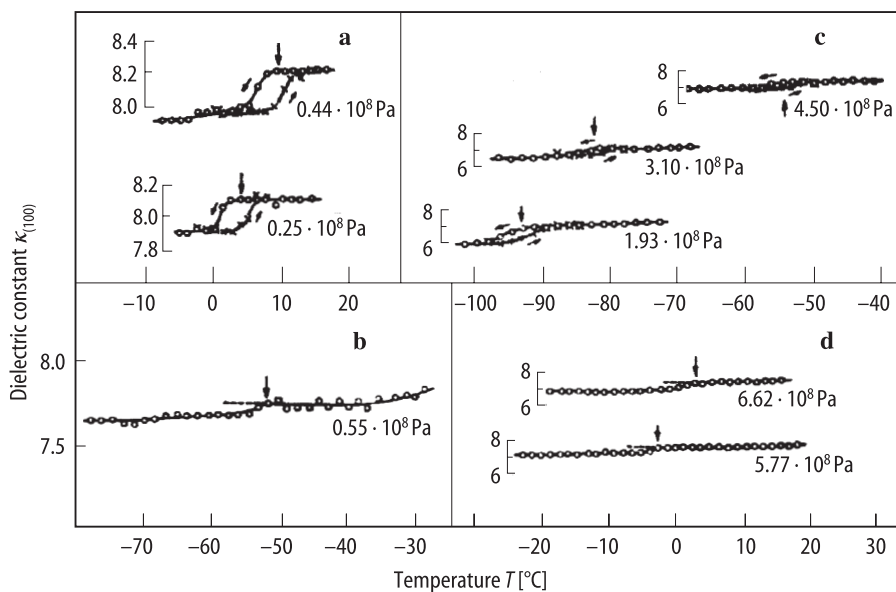 a
8.4
8.2
8.0
0.44 · 10⁸ Pa
8.2
8.0
7.8
0.25 · 10⁸ Pa
−10 0 10 20
c
8
6
4.50 · 10⁸ Pa
8
6
3.10 · 10⁸ Pa
8
6
1.93 · 10⁸ Pa
−100 −90 −80 −70 −60 −50 −40
Dielectric constant κ(100)
b
8.0
7.5
0.55 · 10⁸ Pa
−70 −60 −50 −40 −30
d
8
6
6.62 · 10⁸ Pa
8
6
5.77 · 10⁸ Pa
−20 −10 0 10 20 30
Temperature T [°C]